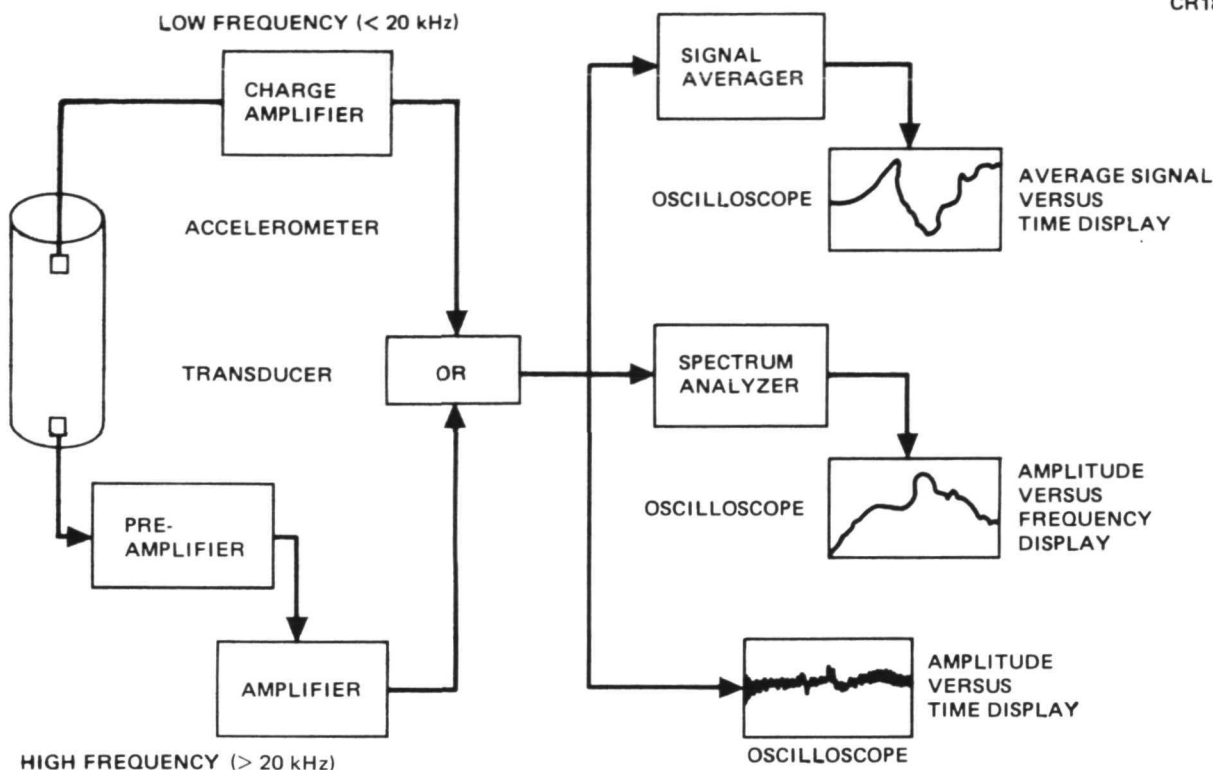 CR18
LOW FREQUENCY (< 20 kHz)
CHARGE
AMPLIFIER
SIGNAL
AVERAGER
ACCELEROMETER
OSCILLOSCOPE
AVERAGE SIGNAL
VERSUS
TIME DISPLAY
TRANSDUCER
OR
SPECTRUM
ANALYZER
OSCILLOSCOPE
AMPLITUDE
VERSUS
FREQUENCY
DISPLAY
PRE-
AMPLIFIER
AMPLIFIER
AMPLITUDE
VERSUS
TIME DISPLAY
OSCILLOSCOPE
HIGH FREQUENCY (> 20 kHz)